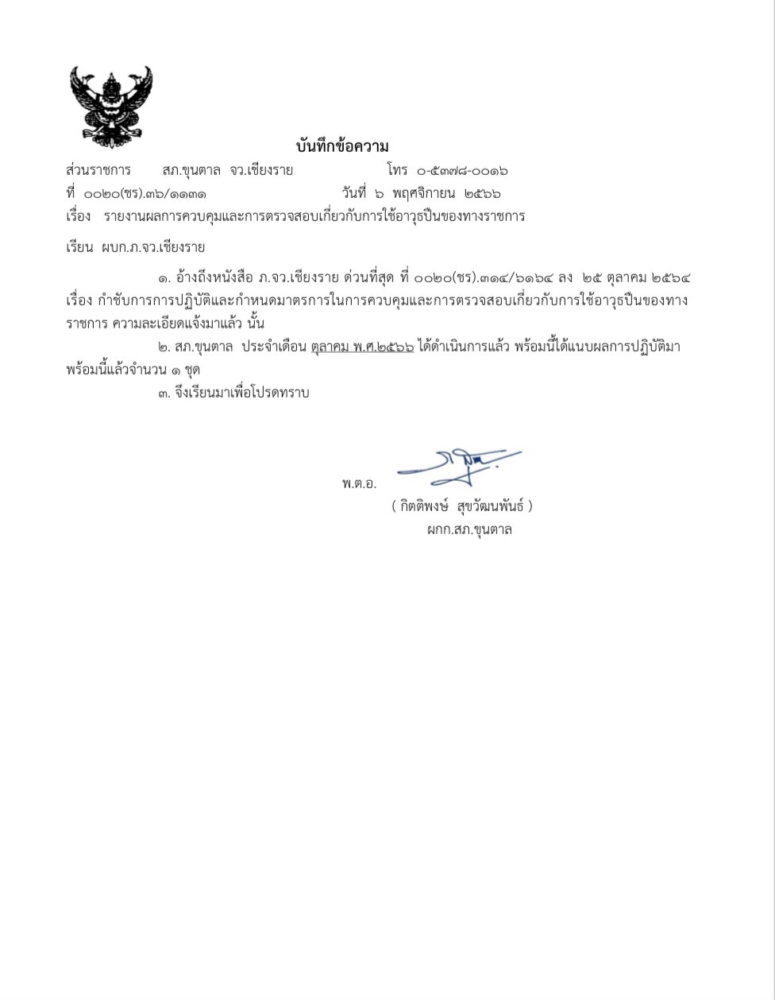 บันทึกข้อความ
ส่วนราชการ สภ.ขุนตาล จว.เชียงราย โทร ๐-๕๓๗๘-๐๐๑๖
ที่ ๐๐๒๐(ชร).๓๖/๑๑๓๑ วันที่ ๖ พฤศจิกายน ๒๕๖๖
เรื่อง รายงานผลการควบคุมและการตรวจสอบเกี่ยวกับการใช้อาวุธปืนของทางราชการ
เรียน ผบก.ภ.จว.เชียงราย
๑. อ้างถึงหนังสือ ภ.จว.เชียงราย ด่วนที่สุด ที่ ๐๐๒๐(ชร).๓๑๔/๖๑๖๔ ลง ๒๕ ตุลาคม ๒๕๖๔
เรื่อง กำชับการการปฏิบัติและกำหนดมาตรการในการควบคุมและการตรวจสอบเกี่ยวกับการใช้อาวุธปืนของทาง
ราชการ ความละเอียดแจ้งมาแล้ว นั้น
๒. สภ.ขุนตาล ประจำเดือน ตุลาคม พ.ศ.๒๕๖๖ ได้ดำเนินการแล้ว พร้อมนี้ได้แนบผลการปฏิบัติมา
พร้อมนี้แล้วจำนวน ๑ ชุด
๓. จึงเรียนมาเพื่อโปรดทราบ
พ.ต.อ.
( กิตติพงษ์ สุขวัฒนพันธ์ )
ผกก.สภ.ขุนตาล